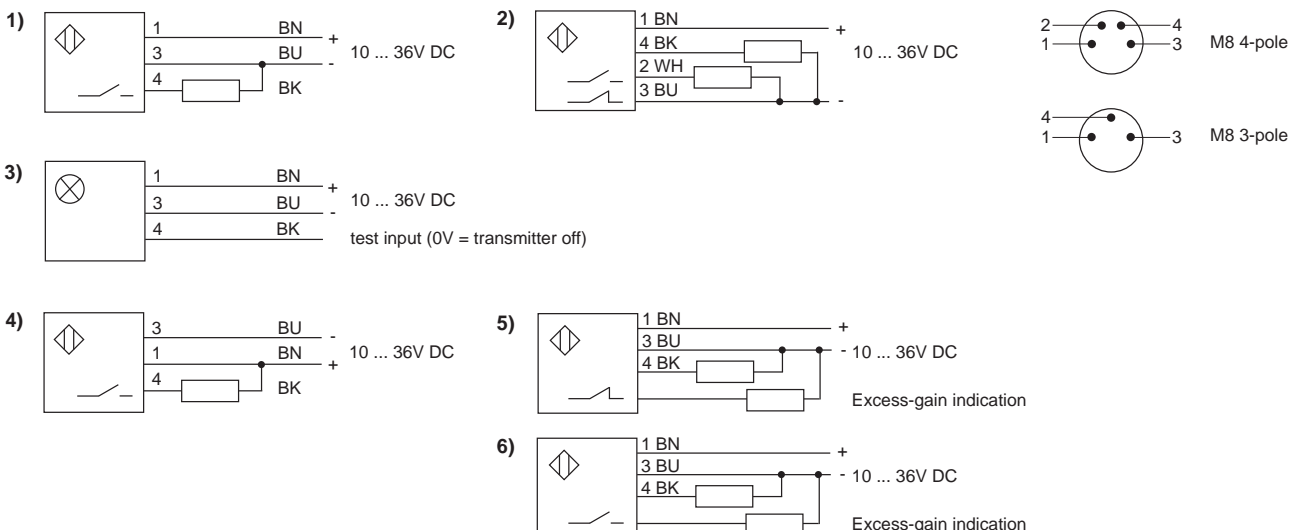 1)
1 BN
+
3 BU 10 ... 36V DC
-
4
BK
2)
1 BN
+
4 BK
10 ... 36V DC
2 WH
3 BU
-
2 4
1 3
M8 4-pole
4
1 3
M8 3-pole
3)
1 BN
+
10 ... 36V DC
3 BU
-
4 BK
test input (0V = transmitter off)
4)
3 BU
-
1 BN 10 ... 36V DC
+
4
BK
5)
1 BN
+
3 BU
- 10 ... 36V DC
4 BK
Excess-gain indication
6)
1 BN
+
3 BU
- 10 ... 36V DC
4 BK
Excess-gain indication